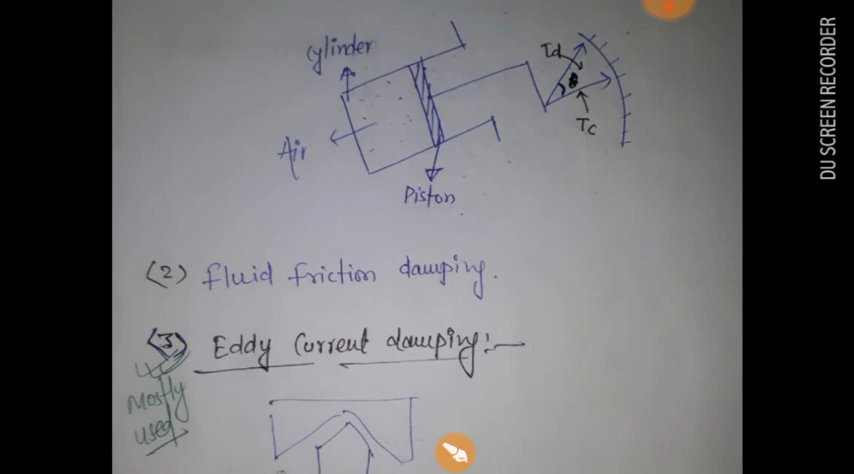 Cylinder
Td
Tc
Air
Piston
(2) fluid friction damping.
(3) Eddy Current damping:-
Mostly
used
DU SCREEN RECORDER